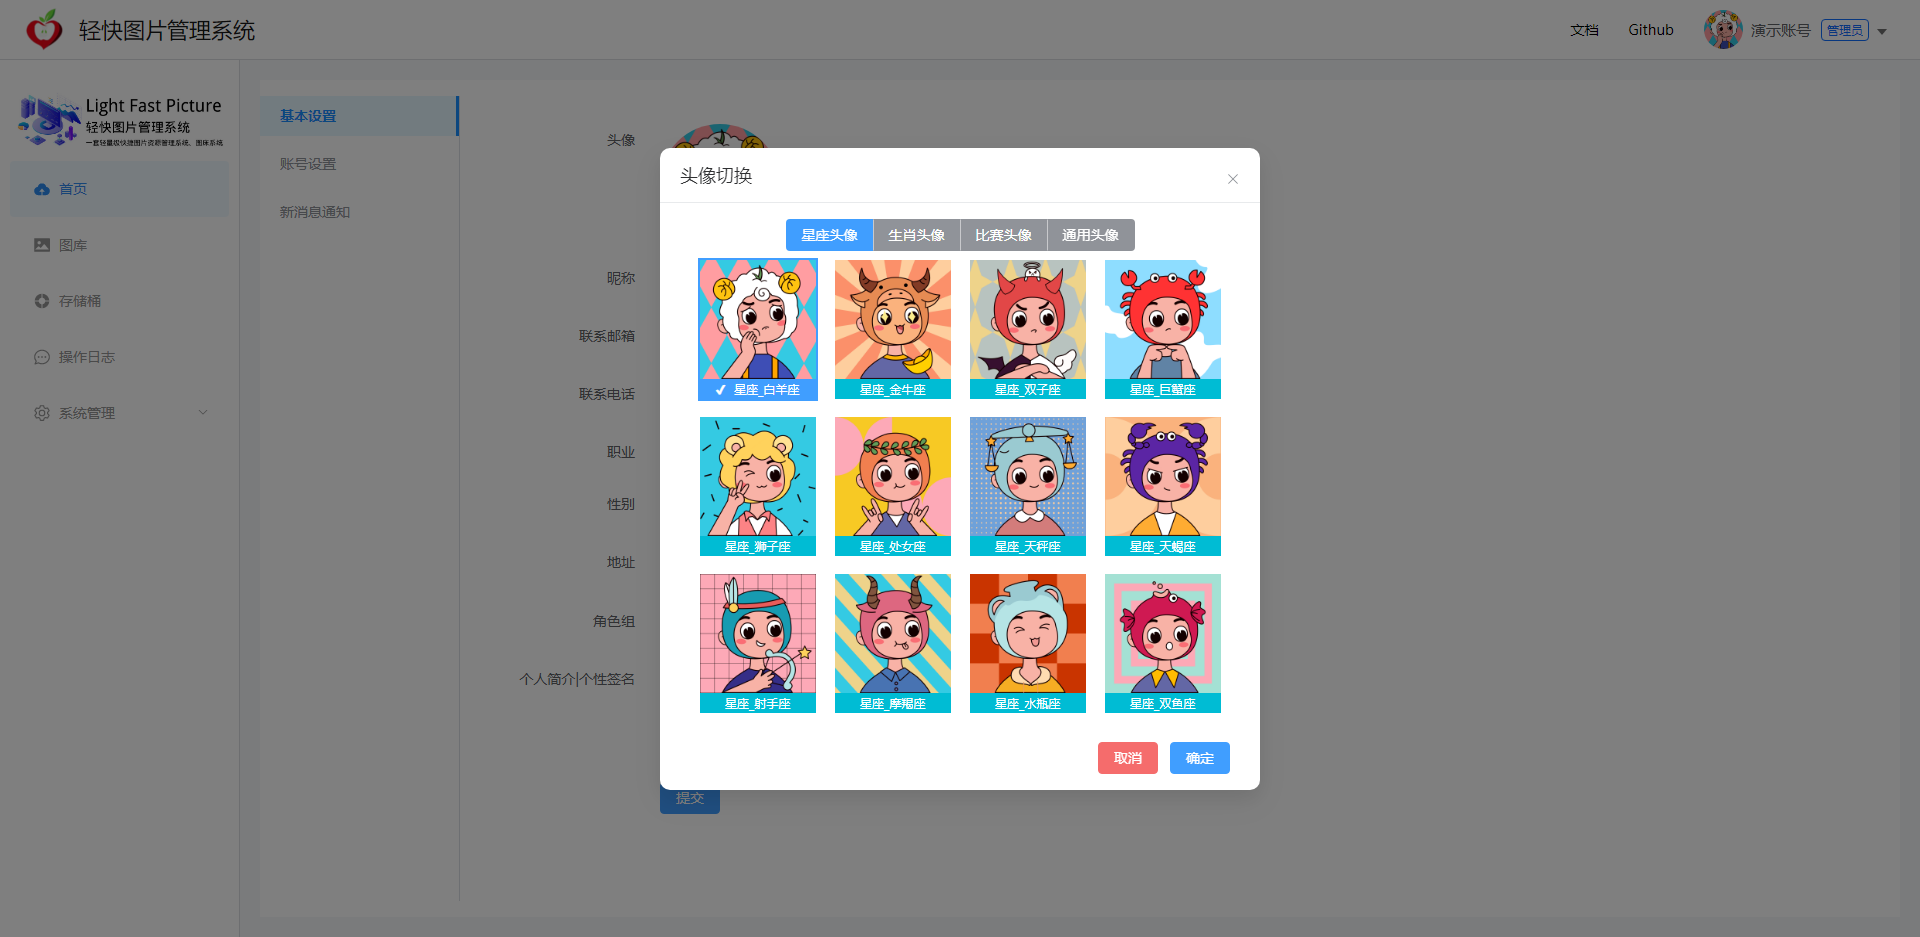 轻快图片管理系统
文档 Github 演示账号 管理员
Light Fast Picture
轻快图片管理系统
一套轻量级快捷图片资源管理系统、图床系统
首页
图库
存储桶
操作日志
系统管理
基本设置
账号设置
新消息通知
头像
昵称
联系邮箱
联系电话
职业
性别
地址
角色组
个人简介|个性签名
提交
头像切换
星座头像 生肖头像 比赛头像 通用头像
星座_白羊座 星座_金牛座 星座_双子座 星座_巨蟹座
星座_狮子座 星座_处女座 星座_天秤座 星座_天蝎座
星座_射手座 星座_摩羯座 星座_水瓶座 星座_双鱼座
取消 确定